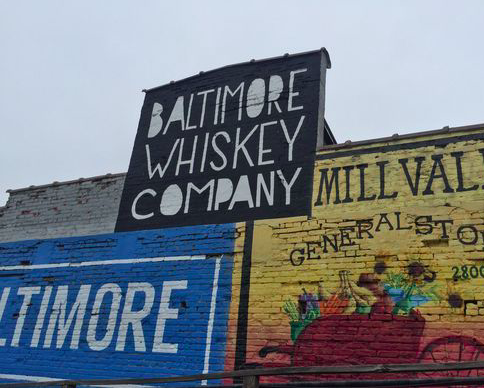 BALTIMORE
WHISKEY
COMPANY
LTIMORE
MILLVAL
GENERAL STO
2800